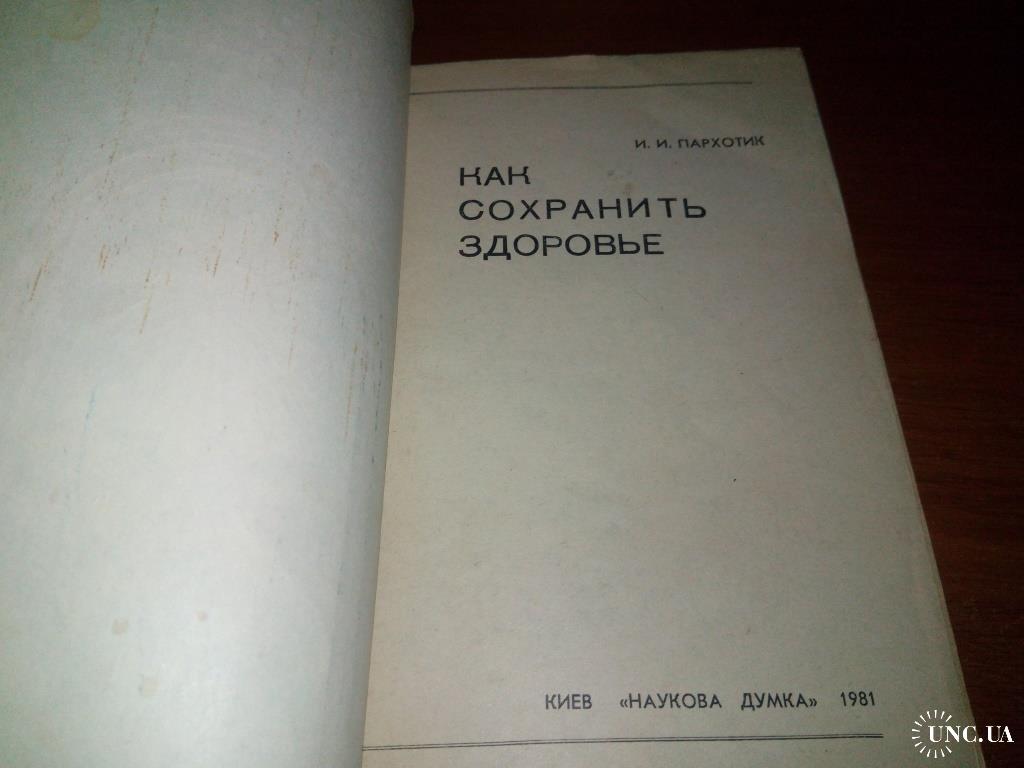 И. И. ПАРХОТИК
КАК
СОХРАНИТЬ
ЗДОРОВЬЕ
КИЕВ «НАУКОВА ДУМКА» 1981
UNC.UA